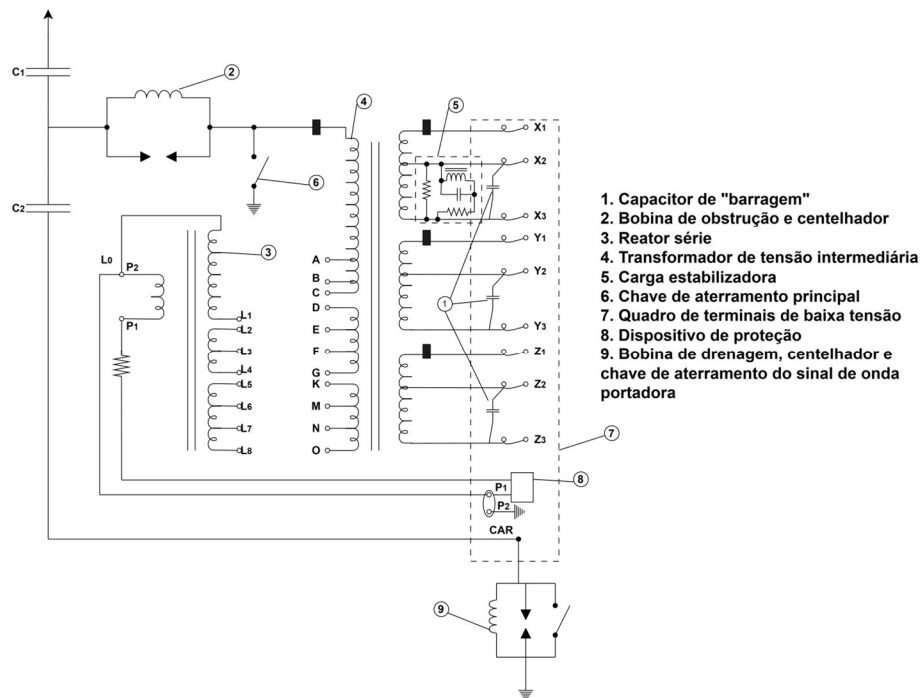 C1
2
4
5
X1
X2
6
X3
C2
3
Y1
L0
P2
A
B
C
D
Y2
1
P1
L1
L2
E
Y3
L3
F
Z1
L4
G
L5
K
Z2
L6
M
L7
N
7
L8
O
Z3
P1
8
P2
CAR
9
1. Capacitor de "barragem"
2. Bobina de obstrução e centelhador
3. Reator série
4. Transformador de tensão intermediária
5. Carga estabilizadora
6. Chave de aterramento principal
7. Quadro de terminais de baixa tensão
8. Dispositivo de proteção
9. Bobina de drenagem, centelhador e
chave de aterramento do sinal de onda
portadora